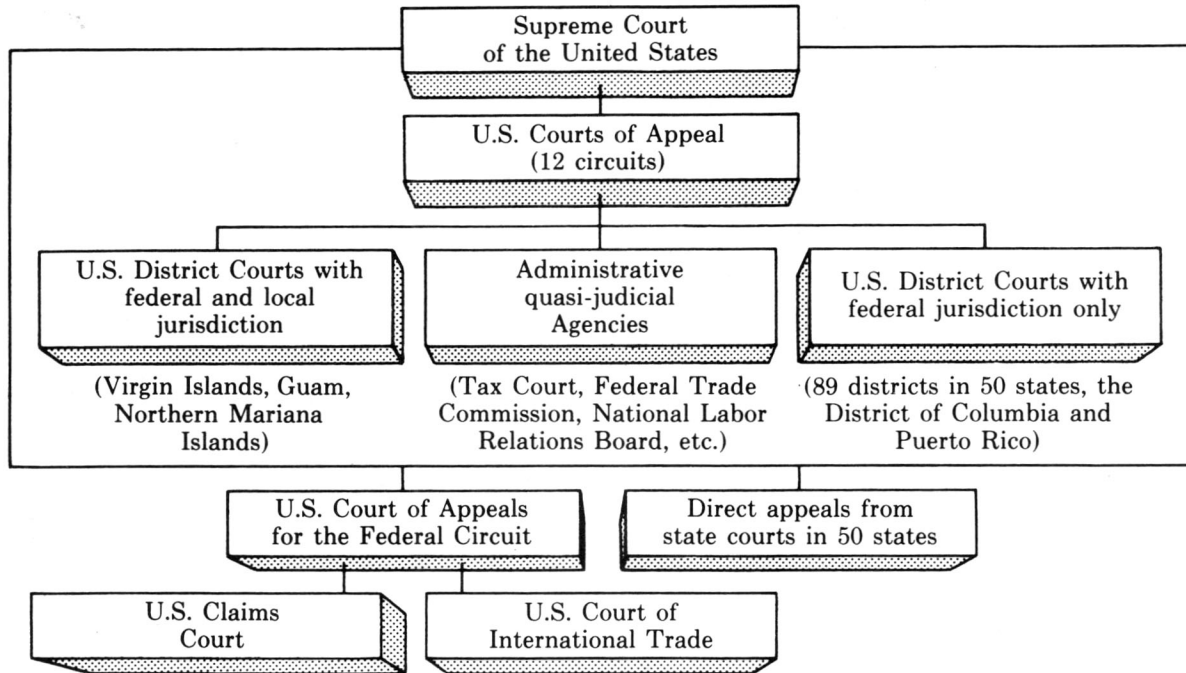 Supreme Court
of the United States
U.S. Courts of Appeal
(12 circuits)
U.S. District Courts with
federal and local
jurisdiction
(Virgin Islands, Guam,
Northern Mariana
Islands)
Administrative
quasi-judicial
Agencies
(Tax Court, Federal Trade
Commission, National Labor
Relations Board, etc.)
U.S. District Courts with
federal jurisdiction only
(89 districts in 50 states, the
District of Columbia and
Puerto Rico)
U.S. Court of Appeals
for the Federal Circuit
Direct appeals from
state courts in 50 states
U.S. Claims
Court
U.S. Court of
International Trade